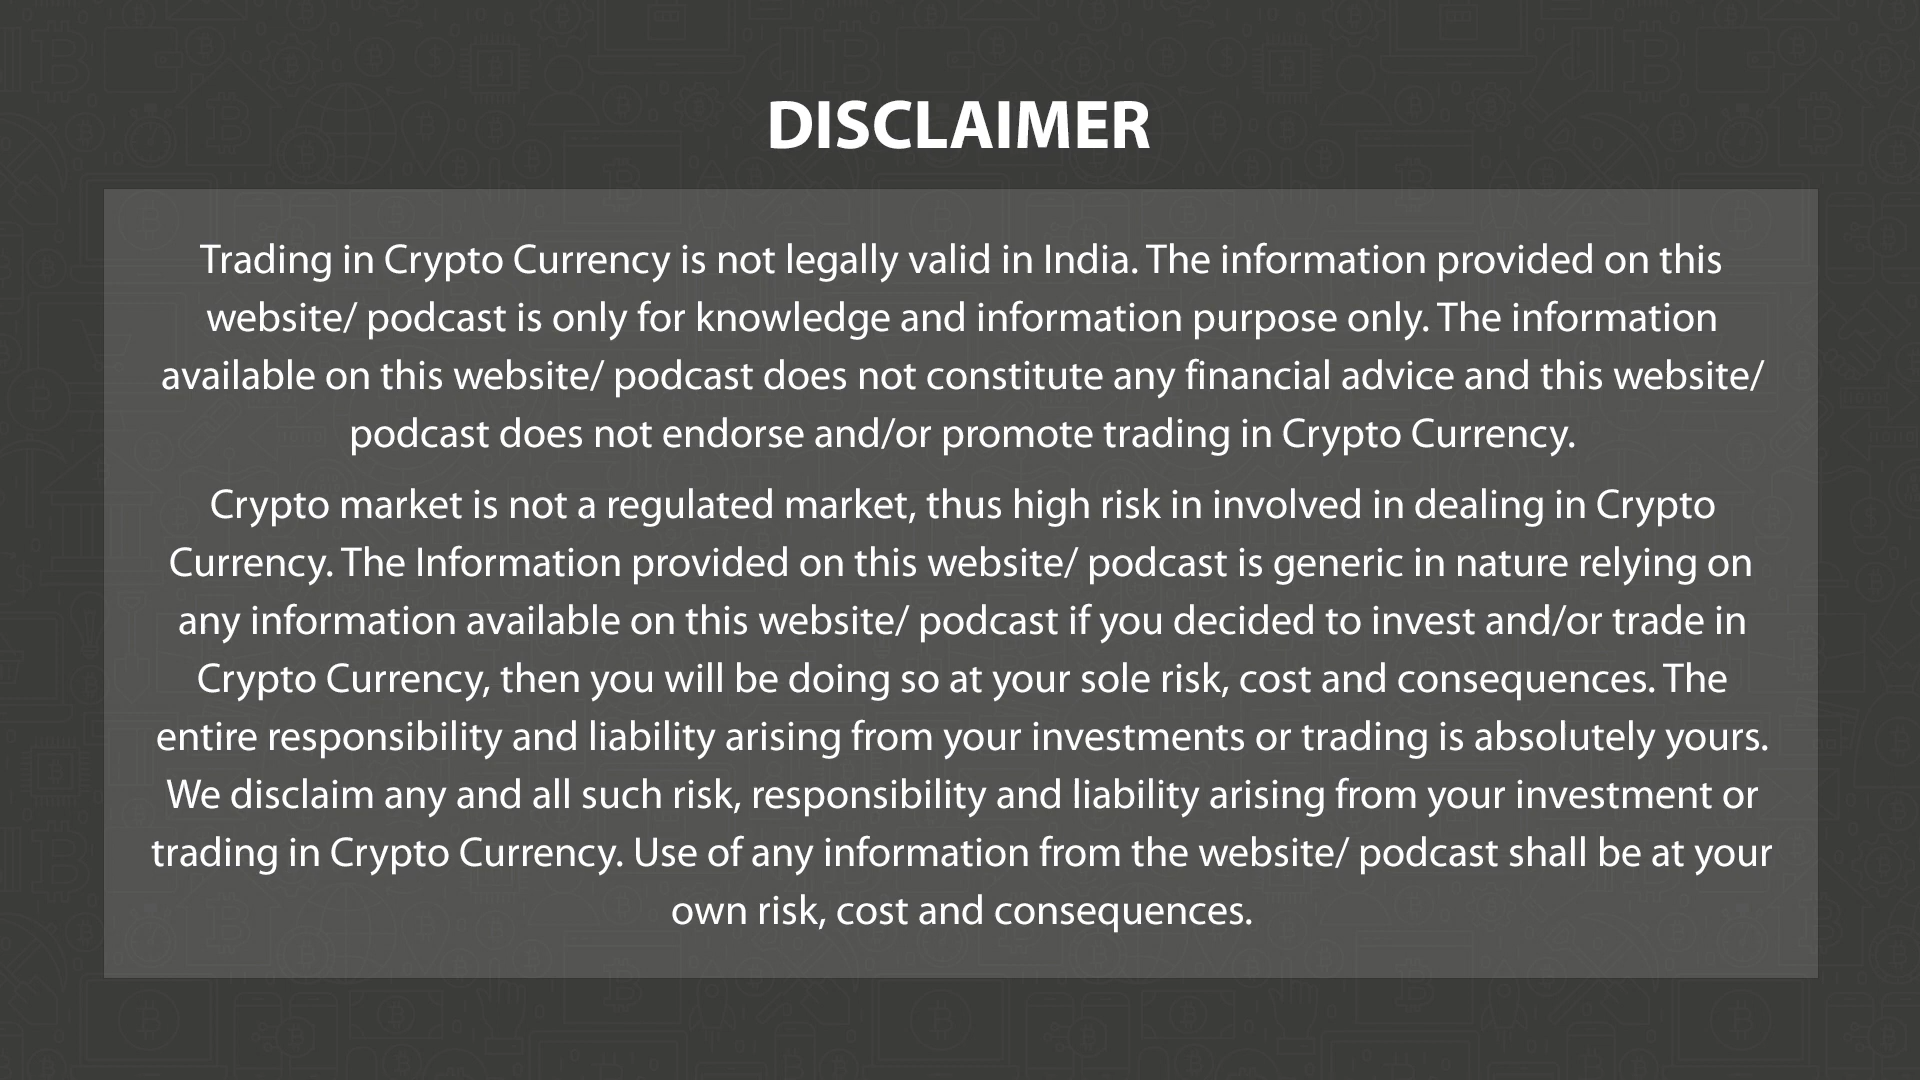 DISCLAIMER
Trading in Crypto Currency is not legally valid in India. The information provided on this
website/ podcast is only for knowledge and information purpose only. The information
available on this website/ podcast does not constitute any financial advice and this website/
podcast does not endorse and/or promote trading in Crypto Currency.
Crypto market is not a regulated market, thus high risk in involved in dealing in Crypto
Currency. The Information provided on this website/ podcast is generic in nature relying on
any information available on this website/ podcast if you decided to invest and/or trade in
Crypto Currency, then you will be doing so at your sole risk, cost and consequences. The
entire responsibility and liability arising from your investments or trading is absolutely yours.
We disclaim any and all such risk, responsibility and liability arising from your investment or
trading in Crypto Currency. Use of any information from the website/ podcast shall be at your
own risk, cost and consequences.